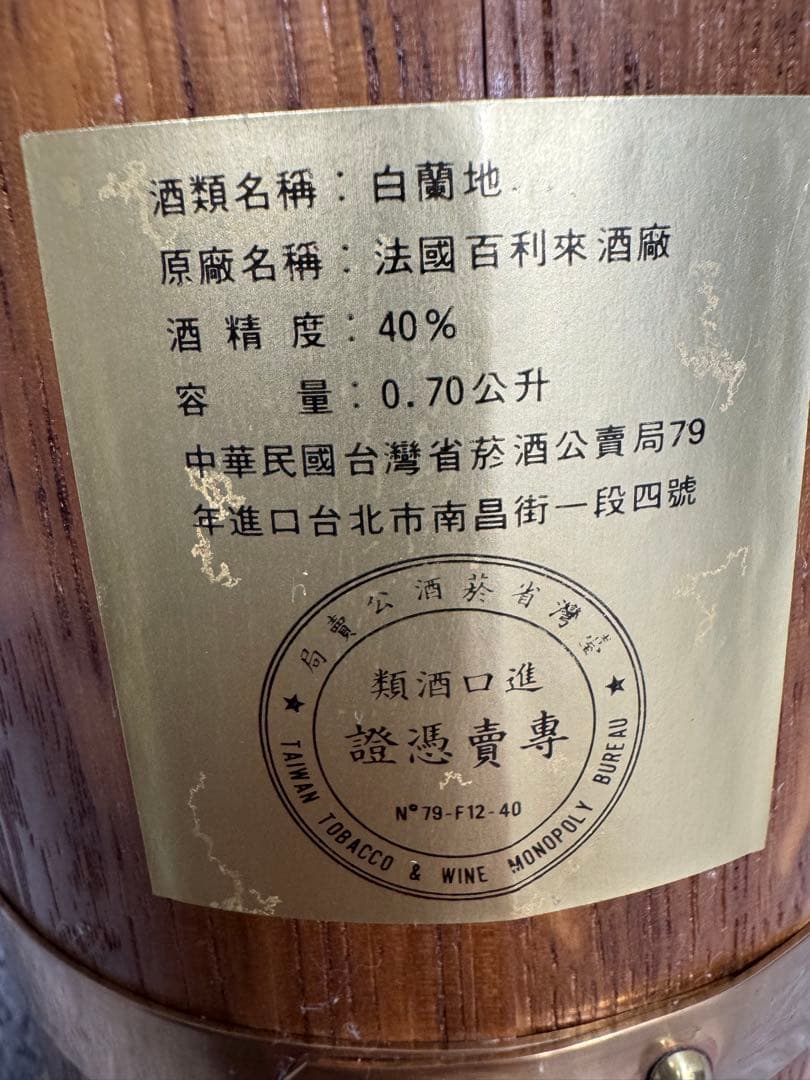 酒類名稱：白蘭地
原廠名稱：法國百利來酒廠
酒精度：40%
容量：0.70公升
中華民國台灣省菸酒公賣局79
年進口台北市南昌街一段四號
臺灣省菸酒公賣局
進口酒類
專賣憑證
Nº79-F12-40
★ TAIWAN TOBACCO & WINE MONOPOLY BUREAU ★